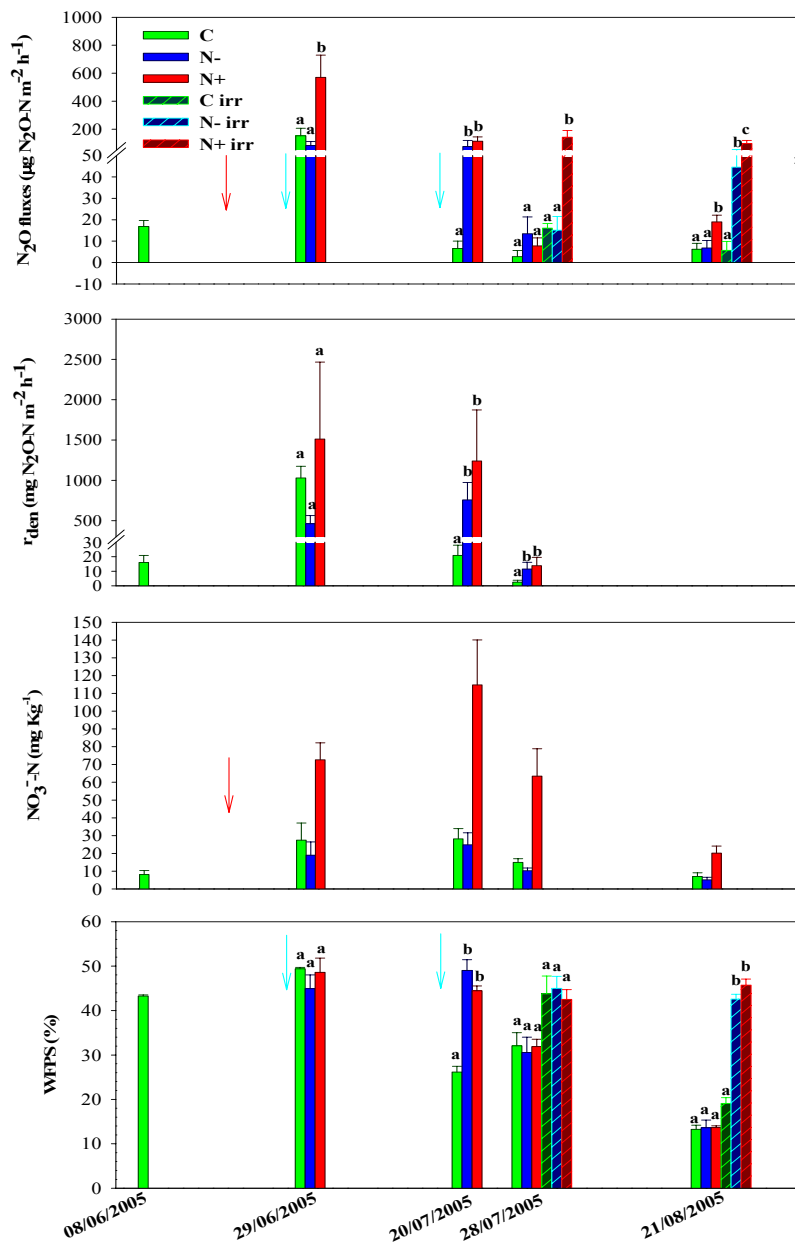 N₂O fluxes (µg N₂O-N m⁻² h⁻¹)
1000
800
600
400
200
50
40
30
20
10
0
-10
C
N-
N+
C irr
N- irr
N+ irr
a
a
b
a
b
b
a
a
a
a
a
b
a
a
b
a
b
c
r_den (mg N₂O-N m⁻² h⁻¹)
3000
2500
2000
1500
1000
500
30
20
10
0
a
a
a
a
b
b
a
b
b
NO₃⁻-N (mg Kg⁻¹)
150
140
130
120
110
100
90
80
70
60
50
40
30
20
10
0
WFPS (%)
60
50
40
30
20
10
0
a
a
a
a
b
b
a
a
a
a
a
a
a
a
a
a
b
b
08/06/2005
29/06/2005
20/07/2005
28/07/2005
21/08/2005